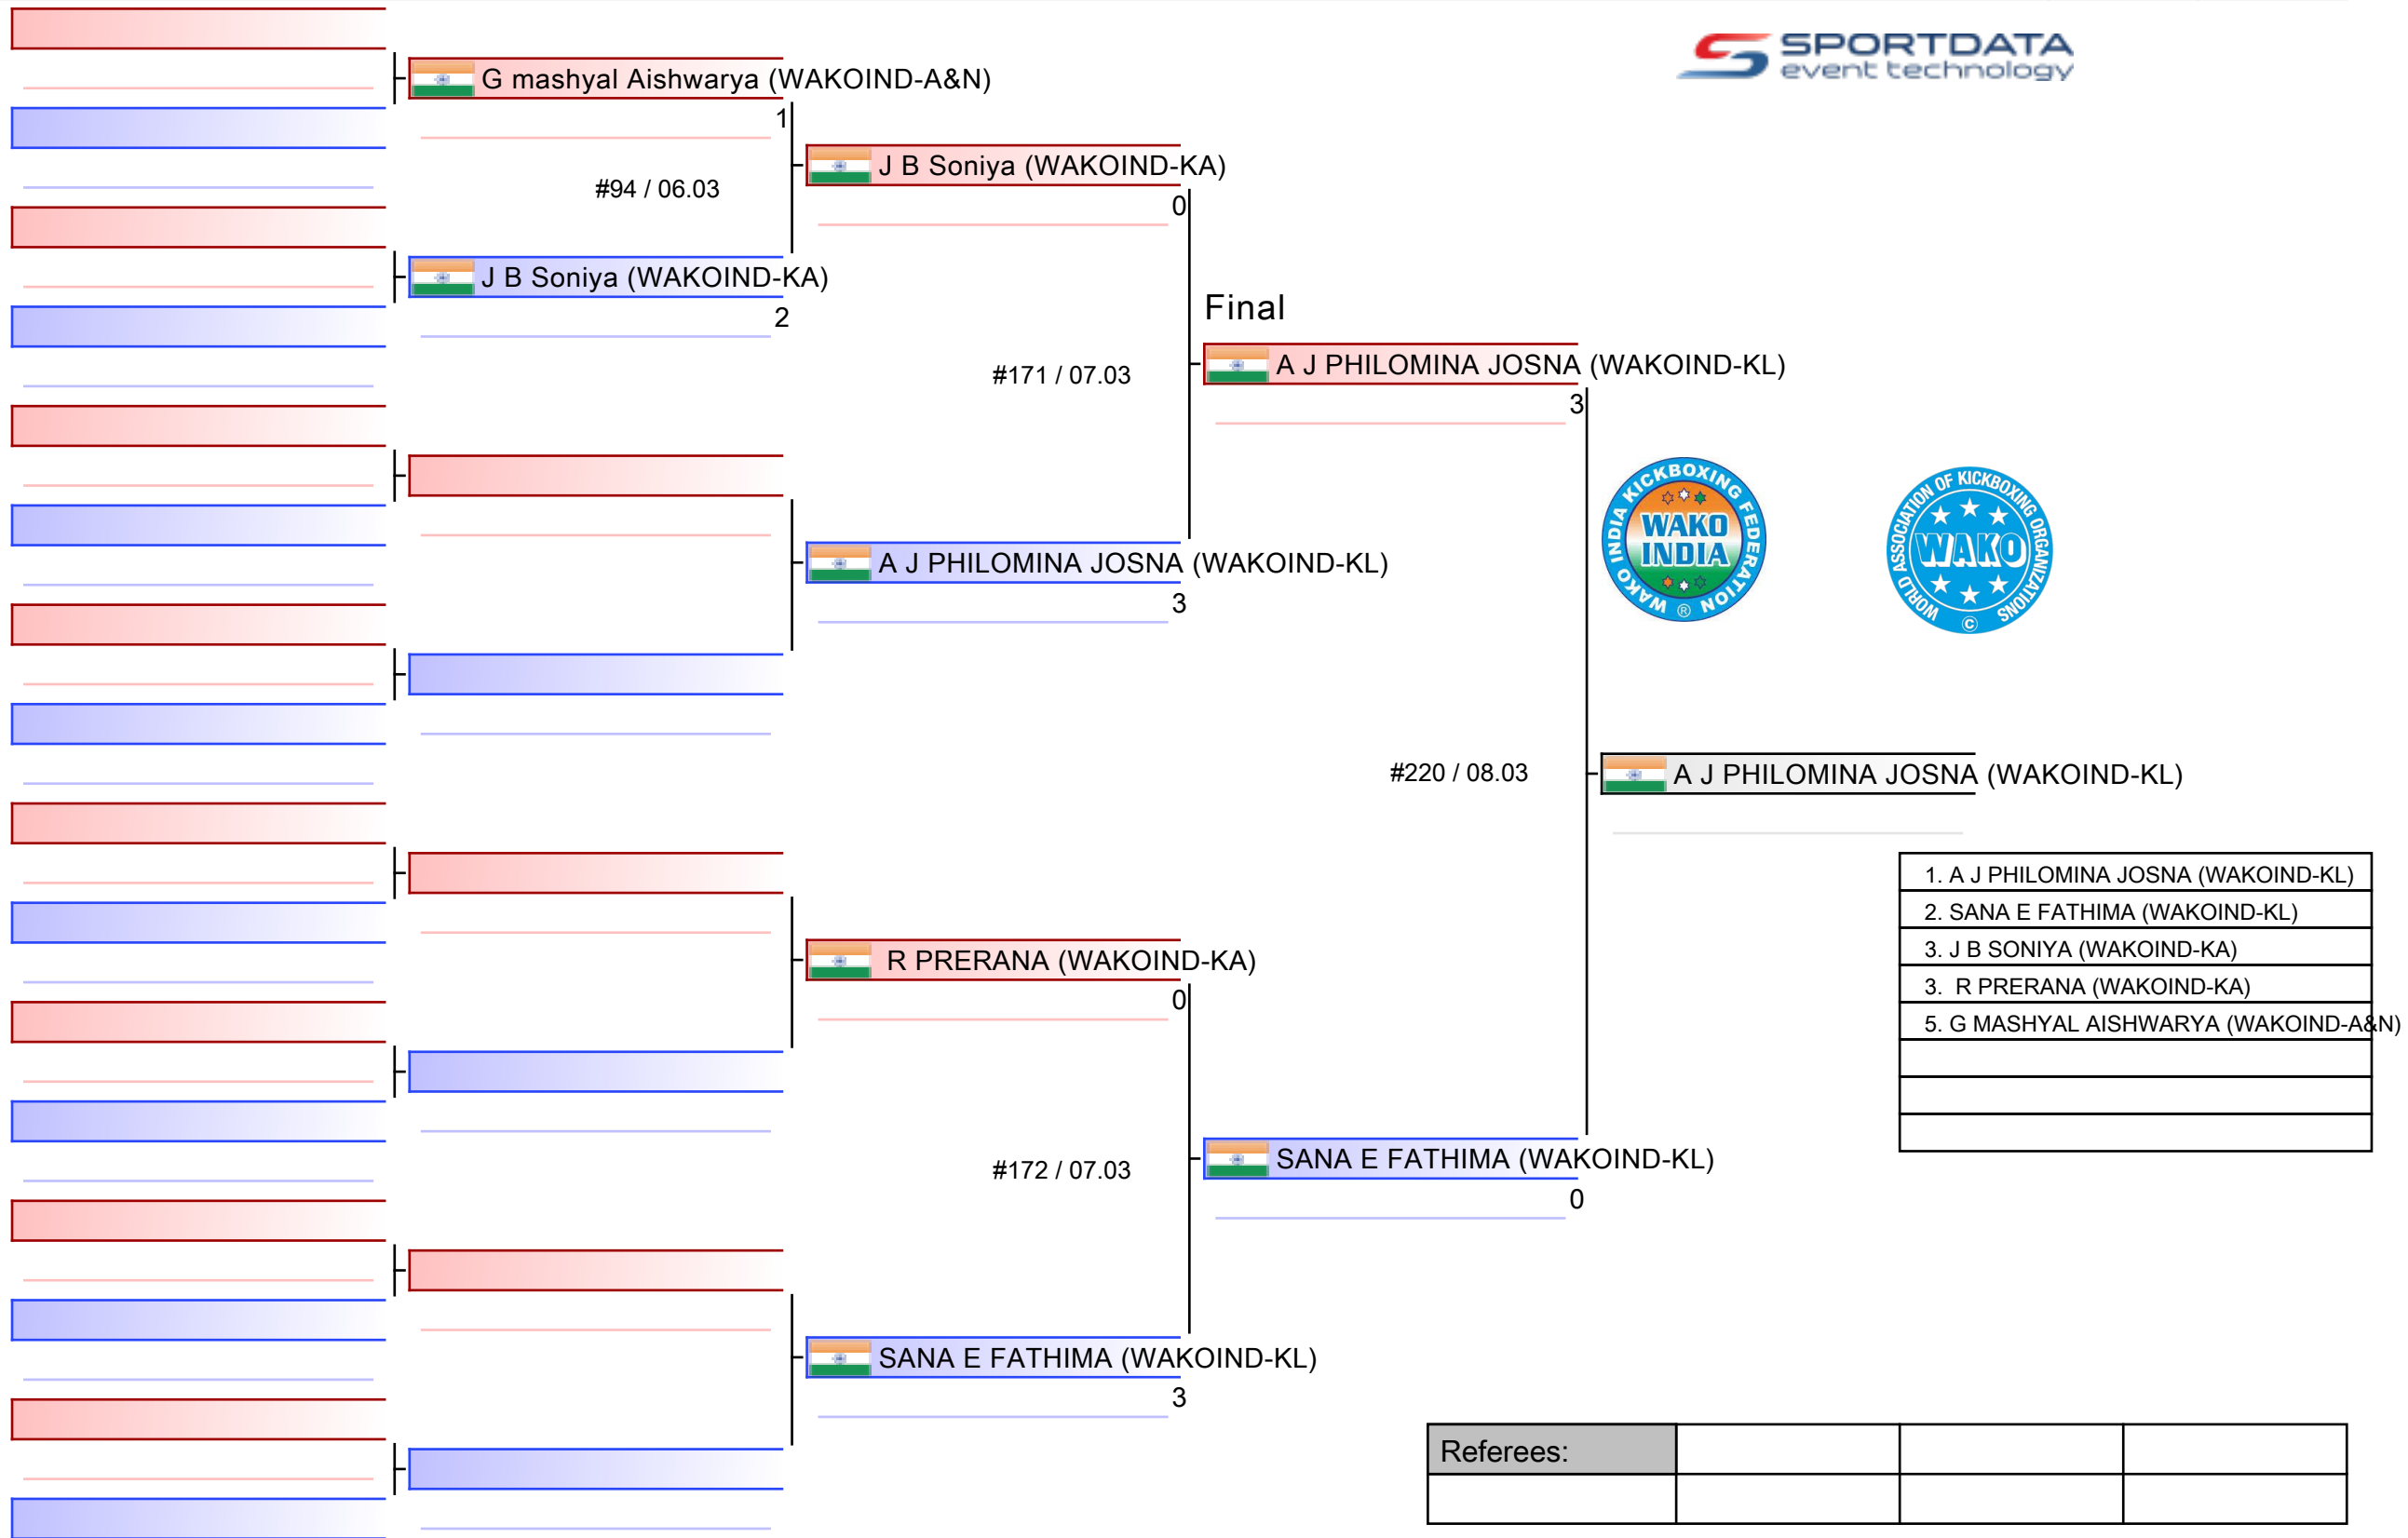 SPORTDATA
event technology
G mashyal Aishwarya (WAKOIND-A&N)
1
J B Soniya (WAKOIND-KA)
0
#94 / 06.03
J B Soniya (WAKOIND-KA)
2
Final
A J PHILOMINA JOSNA (WAKOIND-KL)
3
#171 / 07.03
WAKO INDIA KICKBOXING FEDERATION ®
WAKO
INDIA
WORLD ASSOCIATION OF KICKBOXING ORGANIZATIONS ©
WAKO
A J PHILOMINA JOSNA (WAKOIND-KL)
3
#220 / 08.03
A J PHILOMINA JOSNA (WAKOIND-KL)
1. A J PHILOMINA JOSNA (WAKOIND-KL)
2. SANA E FATHIMA (WAKOIND-KL)
3. J B SONIYA (WAKOIND-KA)
3. R PRERANA (WAKOIND-KA)
5. G MASHYAL AISHWARYA (WAKOIND-A&N)
R PRERANA (WAKOIND-KA)
0
#172 / 07.03
SANA E FATHIMA (WAKOIND-KL)
0
SANA E FATHIMA (WAKOIND-KL)
3
Referees: